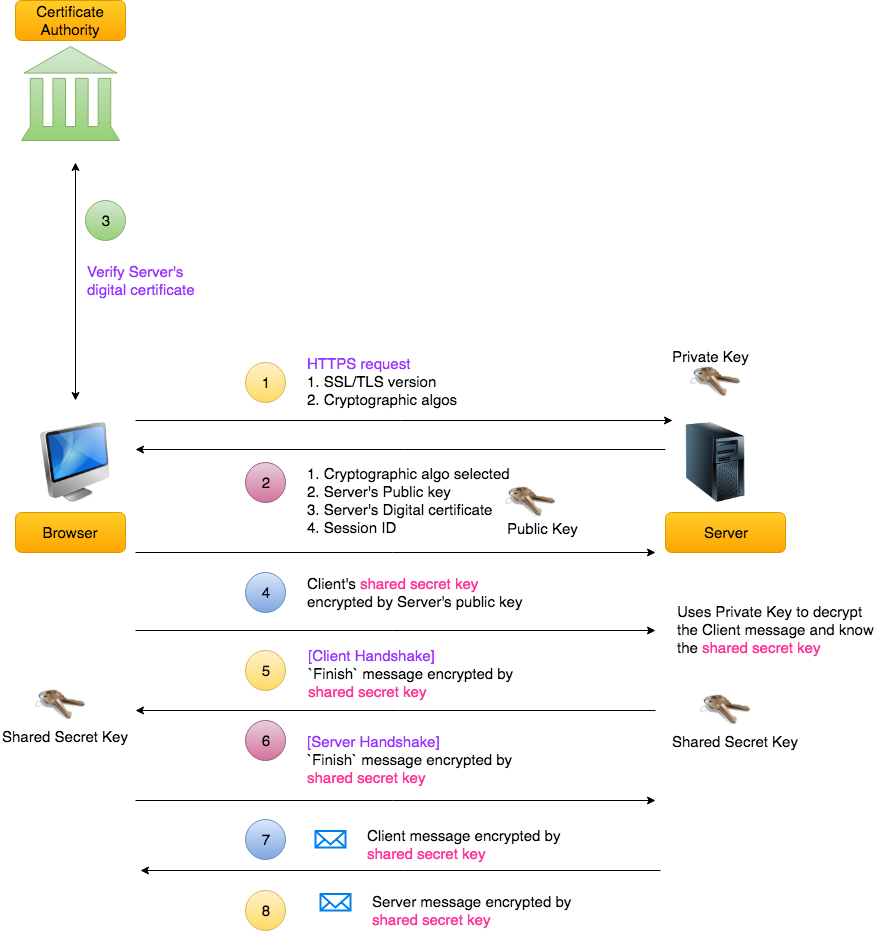 Certificate
Authority
3
Verify Server's
digital certificate
1
HTTPS request
1. SSL/TLS version
2. Cryptographic algos
Private Key
2
1. Cryptographic algo selected
2. Server's Public key
3. Server's Digital certificate
4. Session ID
Public Key
Browser
Server
4
Client's shared secret key
encrypted by Server's public key
Uses Private Key to decrypt
the Client message and know
the shared secret key
5
[Client Handshake]
`Finish` message encrypted by
shared secret key
Shared Secret Key
Shared Secret Key
6
[Server Handshake]
`Finish` message encrypted by
shared secret key
7
Client message encrypted by
shared secret key
8
Server message encrypted by
shared secret key